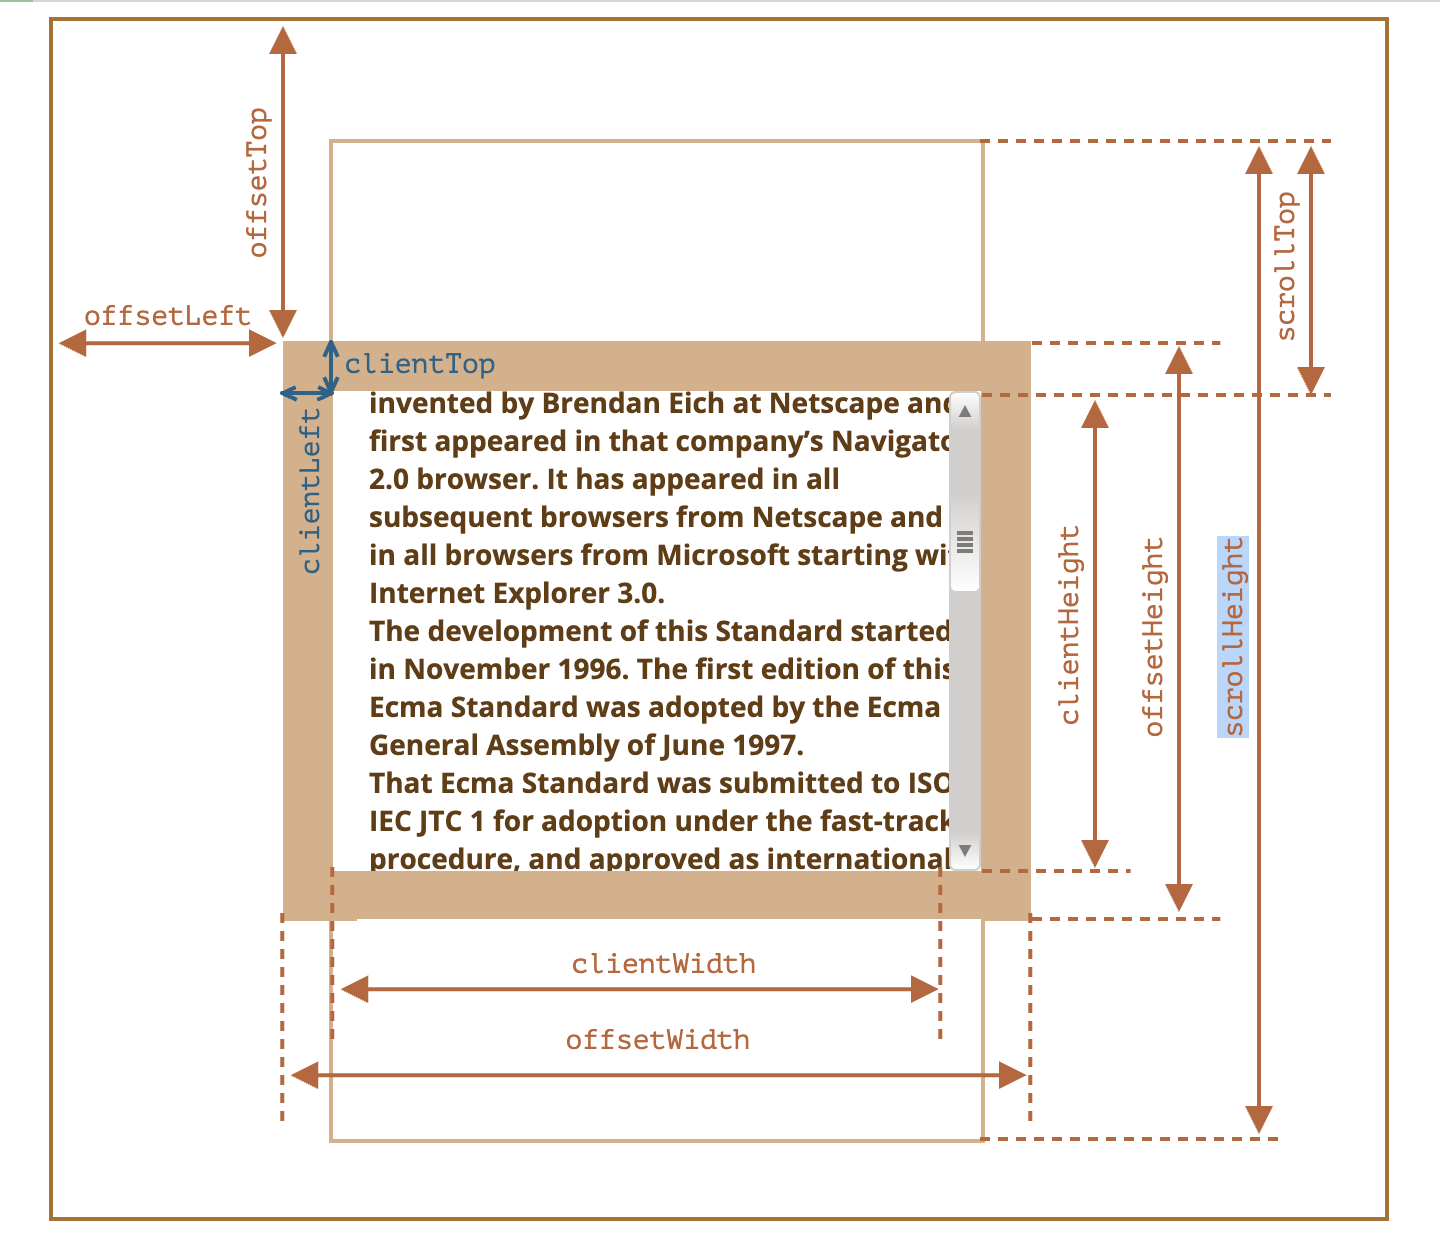 offsetTop
scrollTop
offsetLeft
clientTop
clientLeft
invented by Brendan Eich at Netscape and
first appeared in that company’s Navigato
2.0 browser. It has appeared in all
subsequent browsers from Netscape and
in all browsers from Microsoft starting wi
Internet Explorer 3.0.
The development of this Standard started
in November 1996. The first edition of this
Ecma Standard was adopted by the Ecma
General Assembly of June 1997.
That Ecma Standard was submitted to ISO
IEC JTC 1 for adoption under the fast-track
procedure, and approved as international
clientHeight
offsetHeight
scrollHeight
clientWidth
offsetWidth